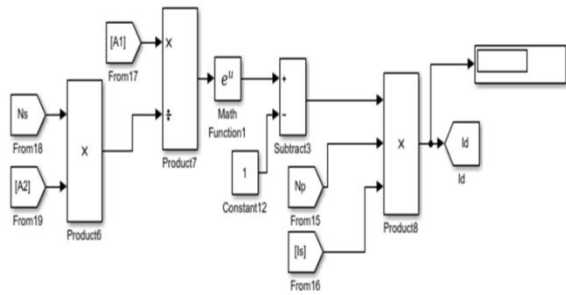 [A1]
From17
X
÷
Product7
e^u
Math
Function1
+
-
Subtract3
Ns
From18
X
[A2]
From19
Product6
1
Constant12
Np
From15
X
Product8
[Is]
From16
Id
Id